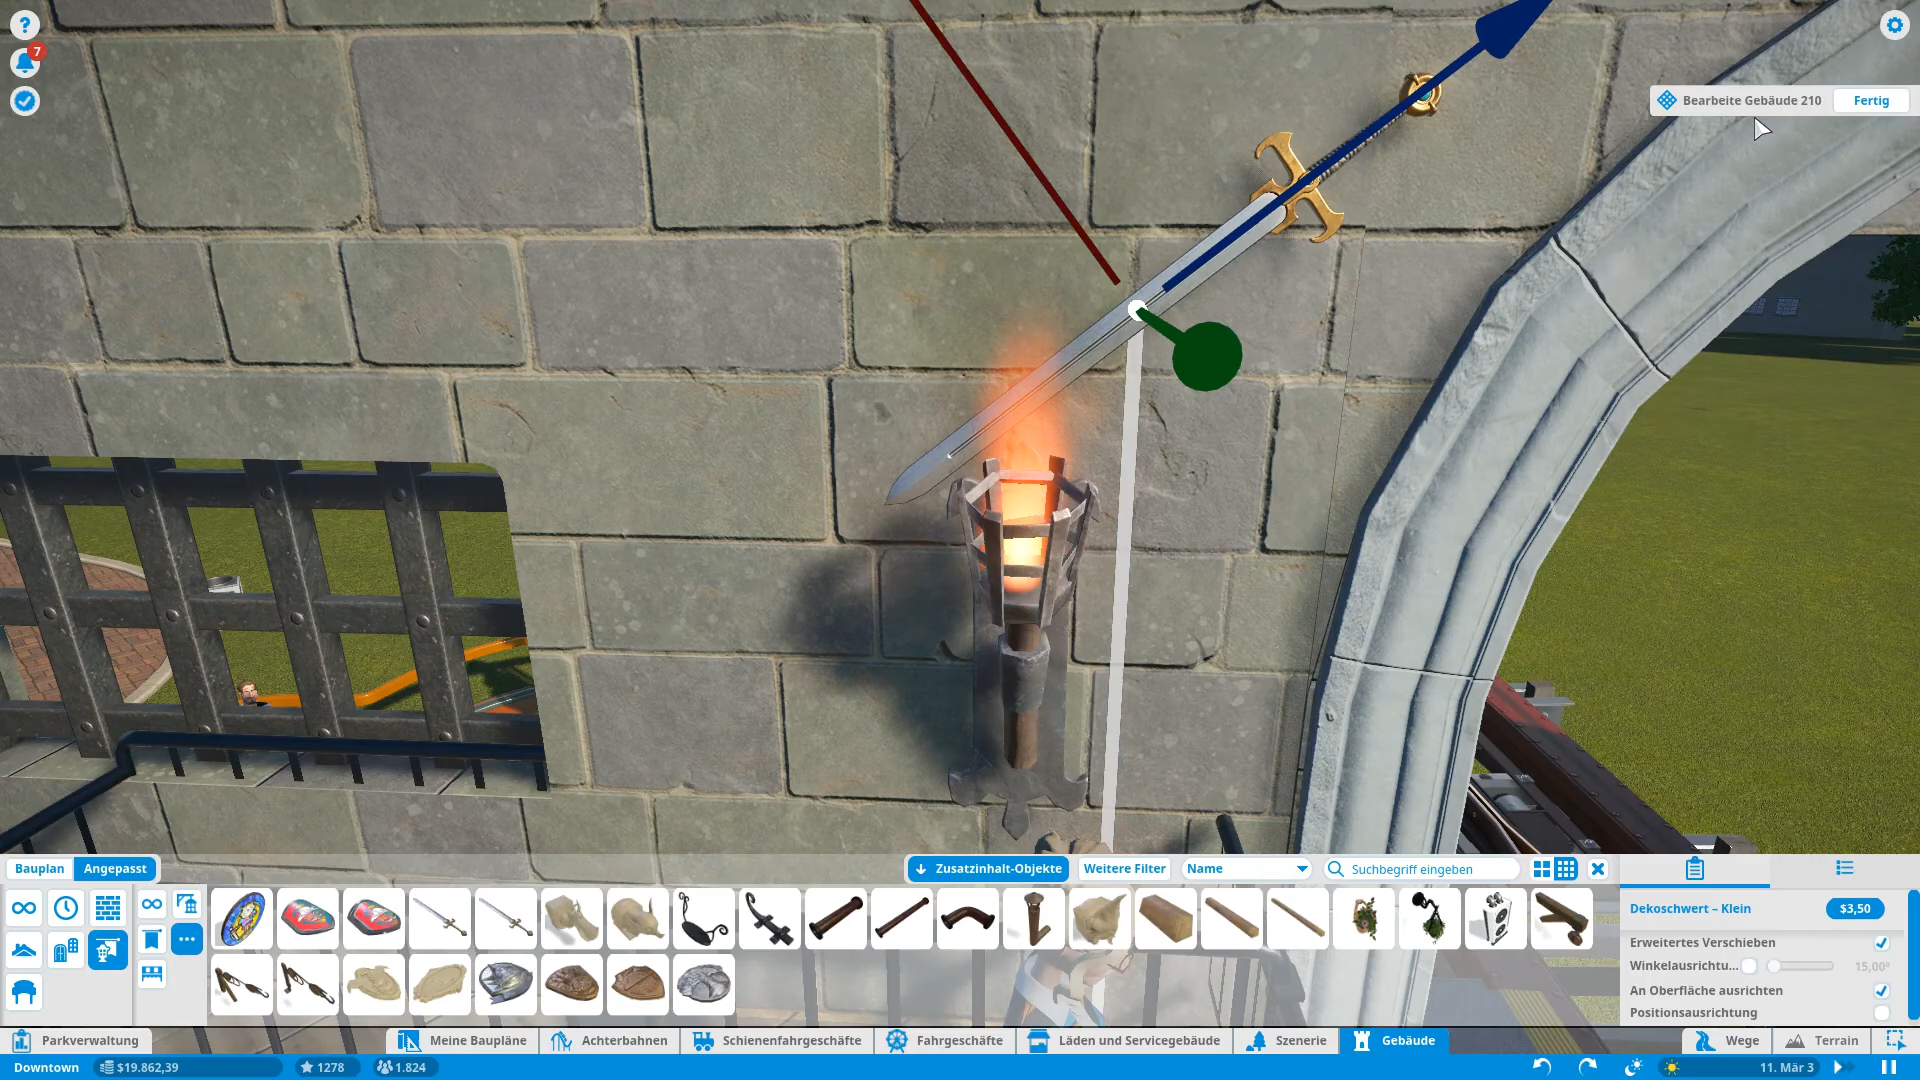 ?
7
Bearbeite Gebäude 210
Fertig
Bauplan
Angepasst
Zusatzinhalt-Objekte
Weitere Filter
Name
Suchbegriff eingeben
Dekoschwert – Klein
$3,50
Erweitertes Verschieben
Winkelausrichtu...
15,00°
An Oberfläche ausrichten
Positionsausrichtung
Parkverwaltung
Meine Baupläne
Achterbahnen
Schienenfahrgeschäfte
Fahrgeschäfte
Läden und Servicegebäude
Szenerie
Gebäude
Wege
Terrain
Downtown
$19.862,39
1278
1.824
11. Mär 3